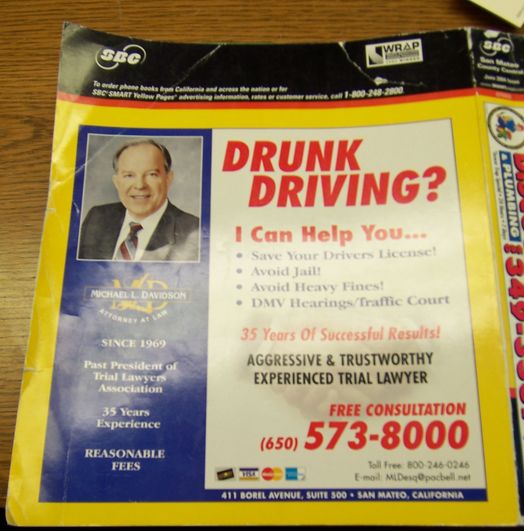 SBC
WRAP
To order phone books from California and across the nation or for
SBC SMART Yellow Pages advertising information, rates or customer service, call 1-800-248-2800
DRUNK
DRIVING?
I Can Help You...
• Save Your Drivers License!
• Avoid Jail!
• Avoid Heavy Fines!
• DMV Hearings/Traffic Court
35 Years Of Successful Results!
AGGRESSIVE & TRUSTWORTHY
EXPERIENCED TRIAL LAWYER
FREE CONSULTATION
(650) 573-8000
Toll Free: 800-246-0246
E-mail: MLDesq@pacbell.net
MICHAEL L. DAVIDSON
ATTORNEY AT LAW
SINCE 1969
Past President of
Trial Lawyers
Association
35 Years
Experience
REASONABLE
FEES
VISA
411 BOREL AVENUE, SUITE 500 • SAN MATEO, CALIFORNIA
SBC
San Mateo
County Central
& PLUMBING